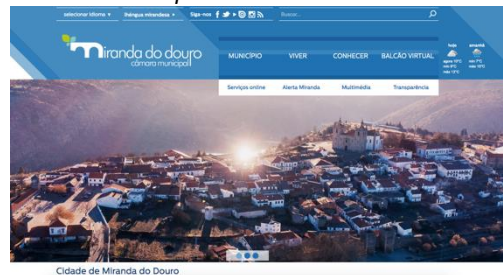 selecionar idioma
lhéngua mirandesa
Siga-nos
Buscar...
miranda do douro
câmara municipal
MUNICÍPIO VIVER CONHECER BALCÃO VIRTUAL
hoje amanhã
Serviços online Alerta Miranda Multimédia Transparência
Cidade de Miranda do Douro